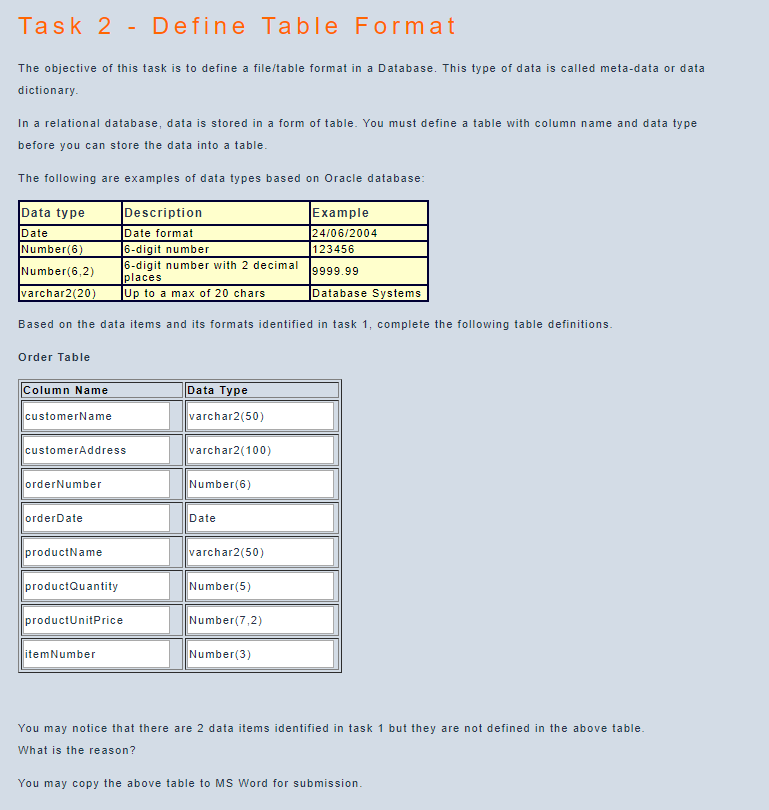 Task 2 - Define Table Format
The objective of this task is to define a file/table format in a Database. This type of data is called meta-data or data
dictionary.
In a relational database, data is stored in a form of table. You must define a table with column name and data type
before you can store the data into a table.
The following are examples of data types based on Oracle database:
Data type Description Example
Date Date format 24/06/2004
Number(6) 6-digit number 123456
Number(6,2) 6-digit number with 2 decimal places 9999.99
varchar2(20) Up to a max of 20 chars Database Systems
Based on the data items and its formats identified in task 1, complete the following table definitions.
Order Table
Column Name Data Type
customerName varchar2(50)
customerAddress varchar2(100)
orderNumber Number(6)
orderDate Date
productName varchar2(50)
productQuantity Number(5)
productUnitPrice Number(7,2)
itemNumber Number(3)
You may notice that there are 2 data items identified in task 1 but they are not defined in the above table.
What is the reason?
You may copy the above table to MS Word for submission.